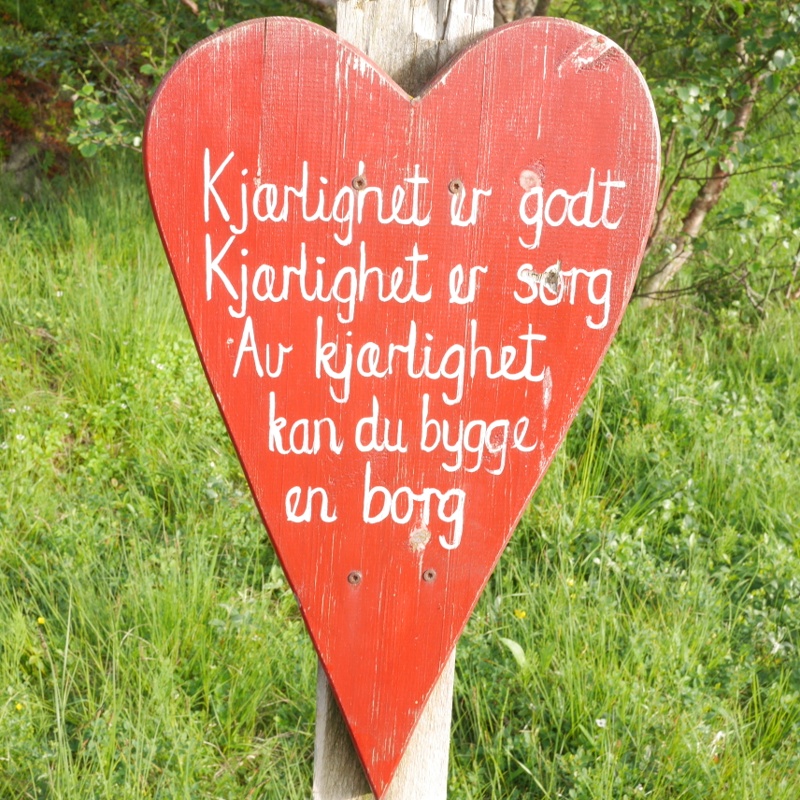 Kjærlighet er godt
Kjærlighet er sorg
Av kjærlighet
kan du bygge
en borg